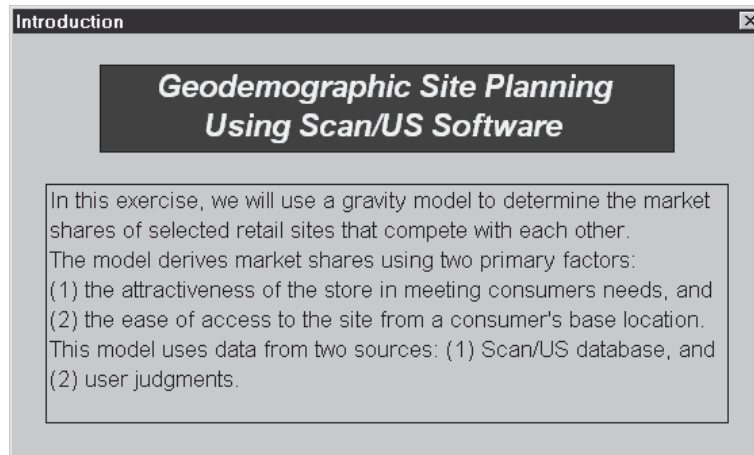 Introduction
Geodemographic Site Planning
Using Scan/US Software
In this exercise, we will use a gravity model to determine the market
shares of selected retail sites that compete with each other.
The model derives market shares using two primary factors:
(1) the attractiveness of the store in meeting consumers needs, and
(2) the ease of access to the site from a consumer's base location.
This model uses data from two sources: (1) Scan/US database, and
(2) user judgments.